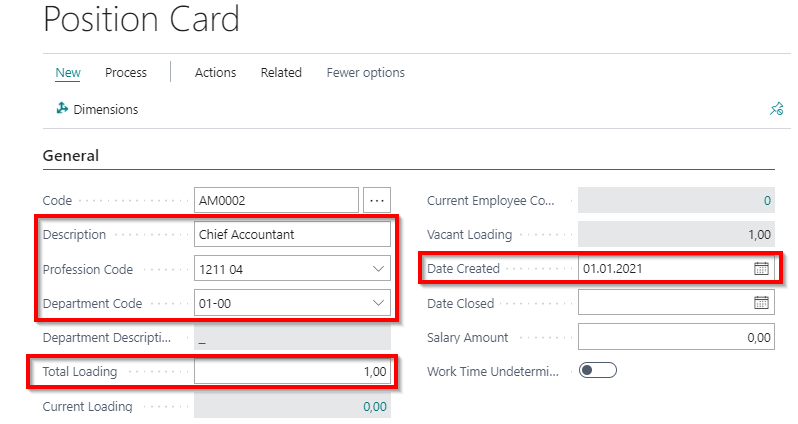 Position Card
New Process Actions Related Fewer options
Dimensions
General
Code AM0002 ...
Description Chief Accountant
Profession Code 1211 04
Department Code 01-00
Department Descripti... _
Total Loading 1,00
Current Loading 0,00
Current Employee Co... 0
Vacant Loading 1,00
Date Created 01.01.2021
Date Closed
Salary Amount 0,00
Work Time Undetermi...